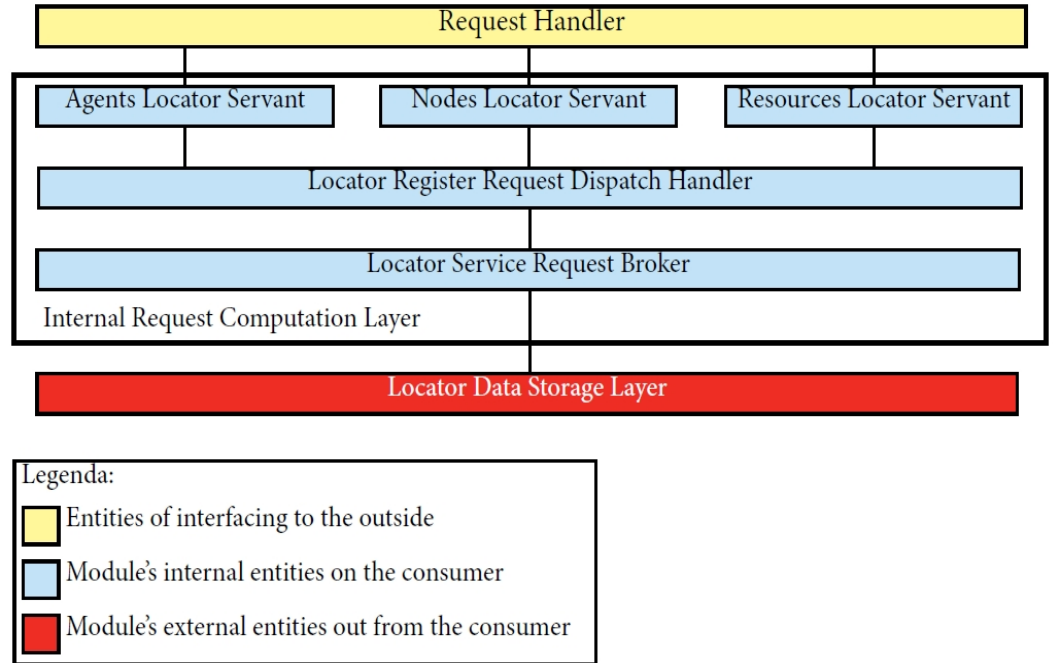 Request Handler
Agents Locator Servant
Nodes Locator Servant
Resources Locator Servant
Locator Register Request Dispatch Handler
Locator Service Request Broker
Internal Request Computation Layer
Locator Data Storage Layer
Legenda:
Entities of interfacing to the outside
Module's internal entities on the consumer
Module's external entities out from the consumer